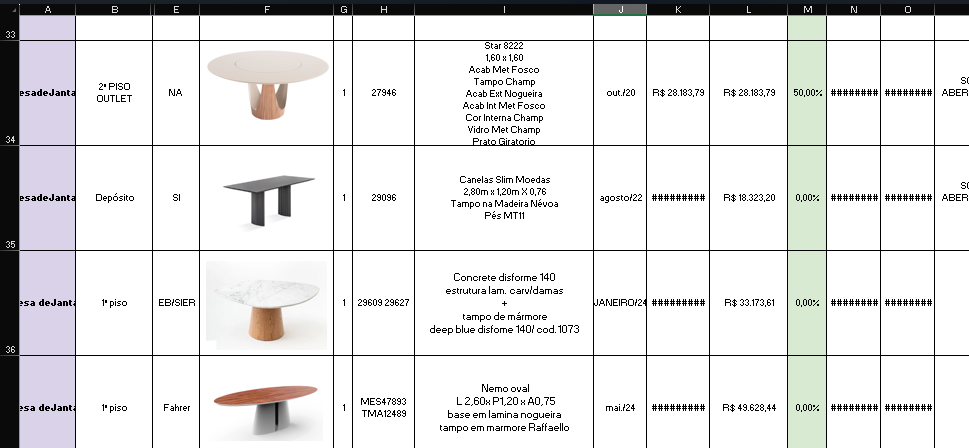 A B E F G H I J K L M N O
33
esadeJanta 2º PISO OUTLET NA 1 27946 Star 8222 out./20 R$ 28.183,79 R$ 28.183,79 50,00% ######## ########
1,60 x 1,60
Acab Met Fosco
Tampo Champ
Acab Ext Nogueira
Acab Int Met Fosco
Cor Interna Champ
Vidro Met Champ
Prato Giratorio
SO
ABER
34
esadeJanta Depósito SI 1 29096 Canelas Slim Moedas agosto/22 ######### R$ 18.323,20 0,00% ######## ########
2,80m x 1,20m X 0,76
Tampo na Madeira Névoa
Pés MT11
SO
ABER
35
esa deJanta 1º piso EB/SIER 1 29609 29627 Concrete disforme 140 JANEIRO/24 ######### R$ 33.173,61 0,00% ######## ########
estrutura lam. carv/damas
+
tampo de mármore
deep blue disfome 140/ cod.1073
36
esa deJanta 1º piso Fahrer 1 MES47893 TMA12489 Nemo oval mai./24 ######### R$ 49.628,44 0,00% ######## ########
L 2,60x P1,20 x A0,75
base em lamina nogueira
tampo em marmore Raffaello